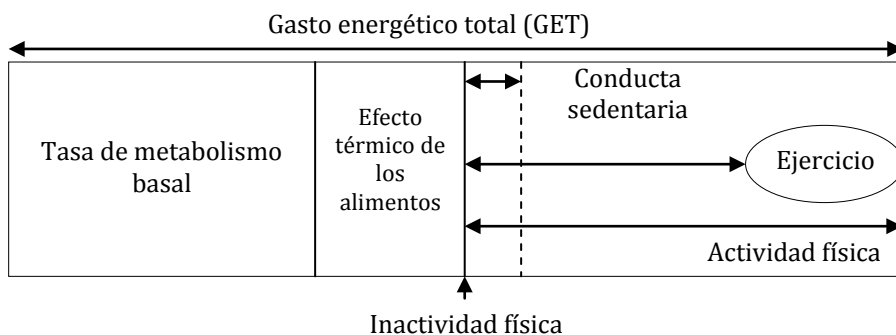 Gasto energético total (GET)
Tasa de metabolismo
basal
Efecto
térmico de
los
alimentos
Conducta
sedentaria
Ejercicio
Actividad física
Inactividad física